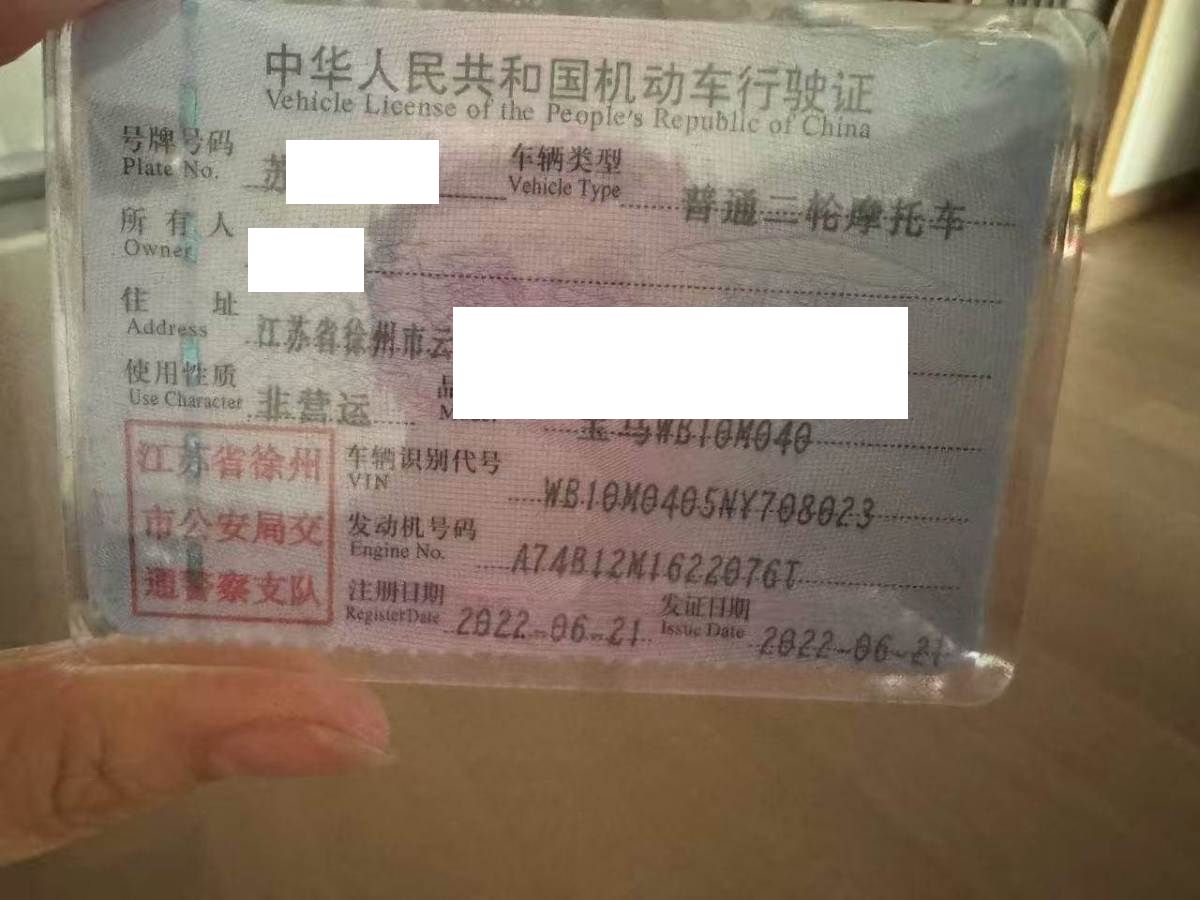 中华人民共和国机动车行驶证
Vehicle License of the People's Republic of China
号牌号码 苏 车辆类型 普通二轮摩托车
Plate No. Vehicle Type
所有人
Owner
住址 江苏省徐州市云
Address
使用性质 非营运
Use Character
宝马WB10M040
江苏省徐州
市公安局交
通警察支队
车辆识别代号 WB10M0405NY708023
VIN
发动机号码 A74B12M1622076T
Engine No.
注册日期 2022-06-21 发证日期 2022-06-21
Register Date Issue Date